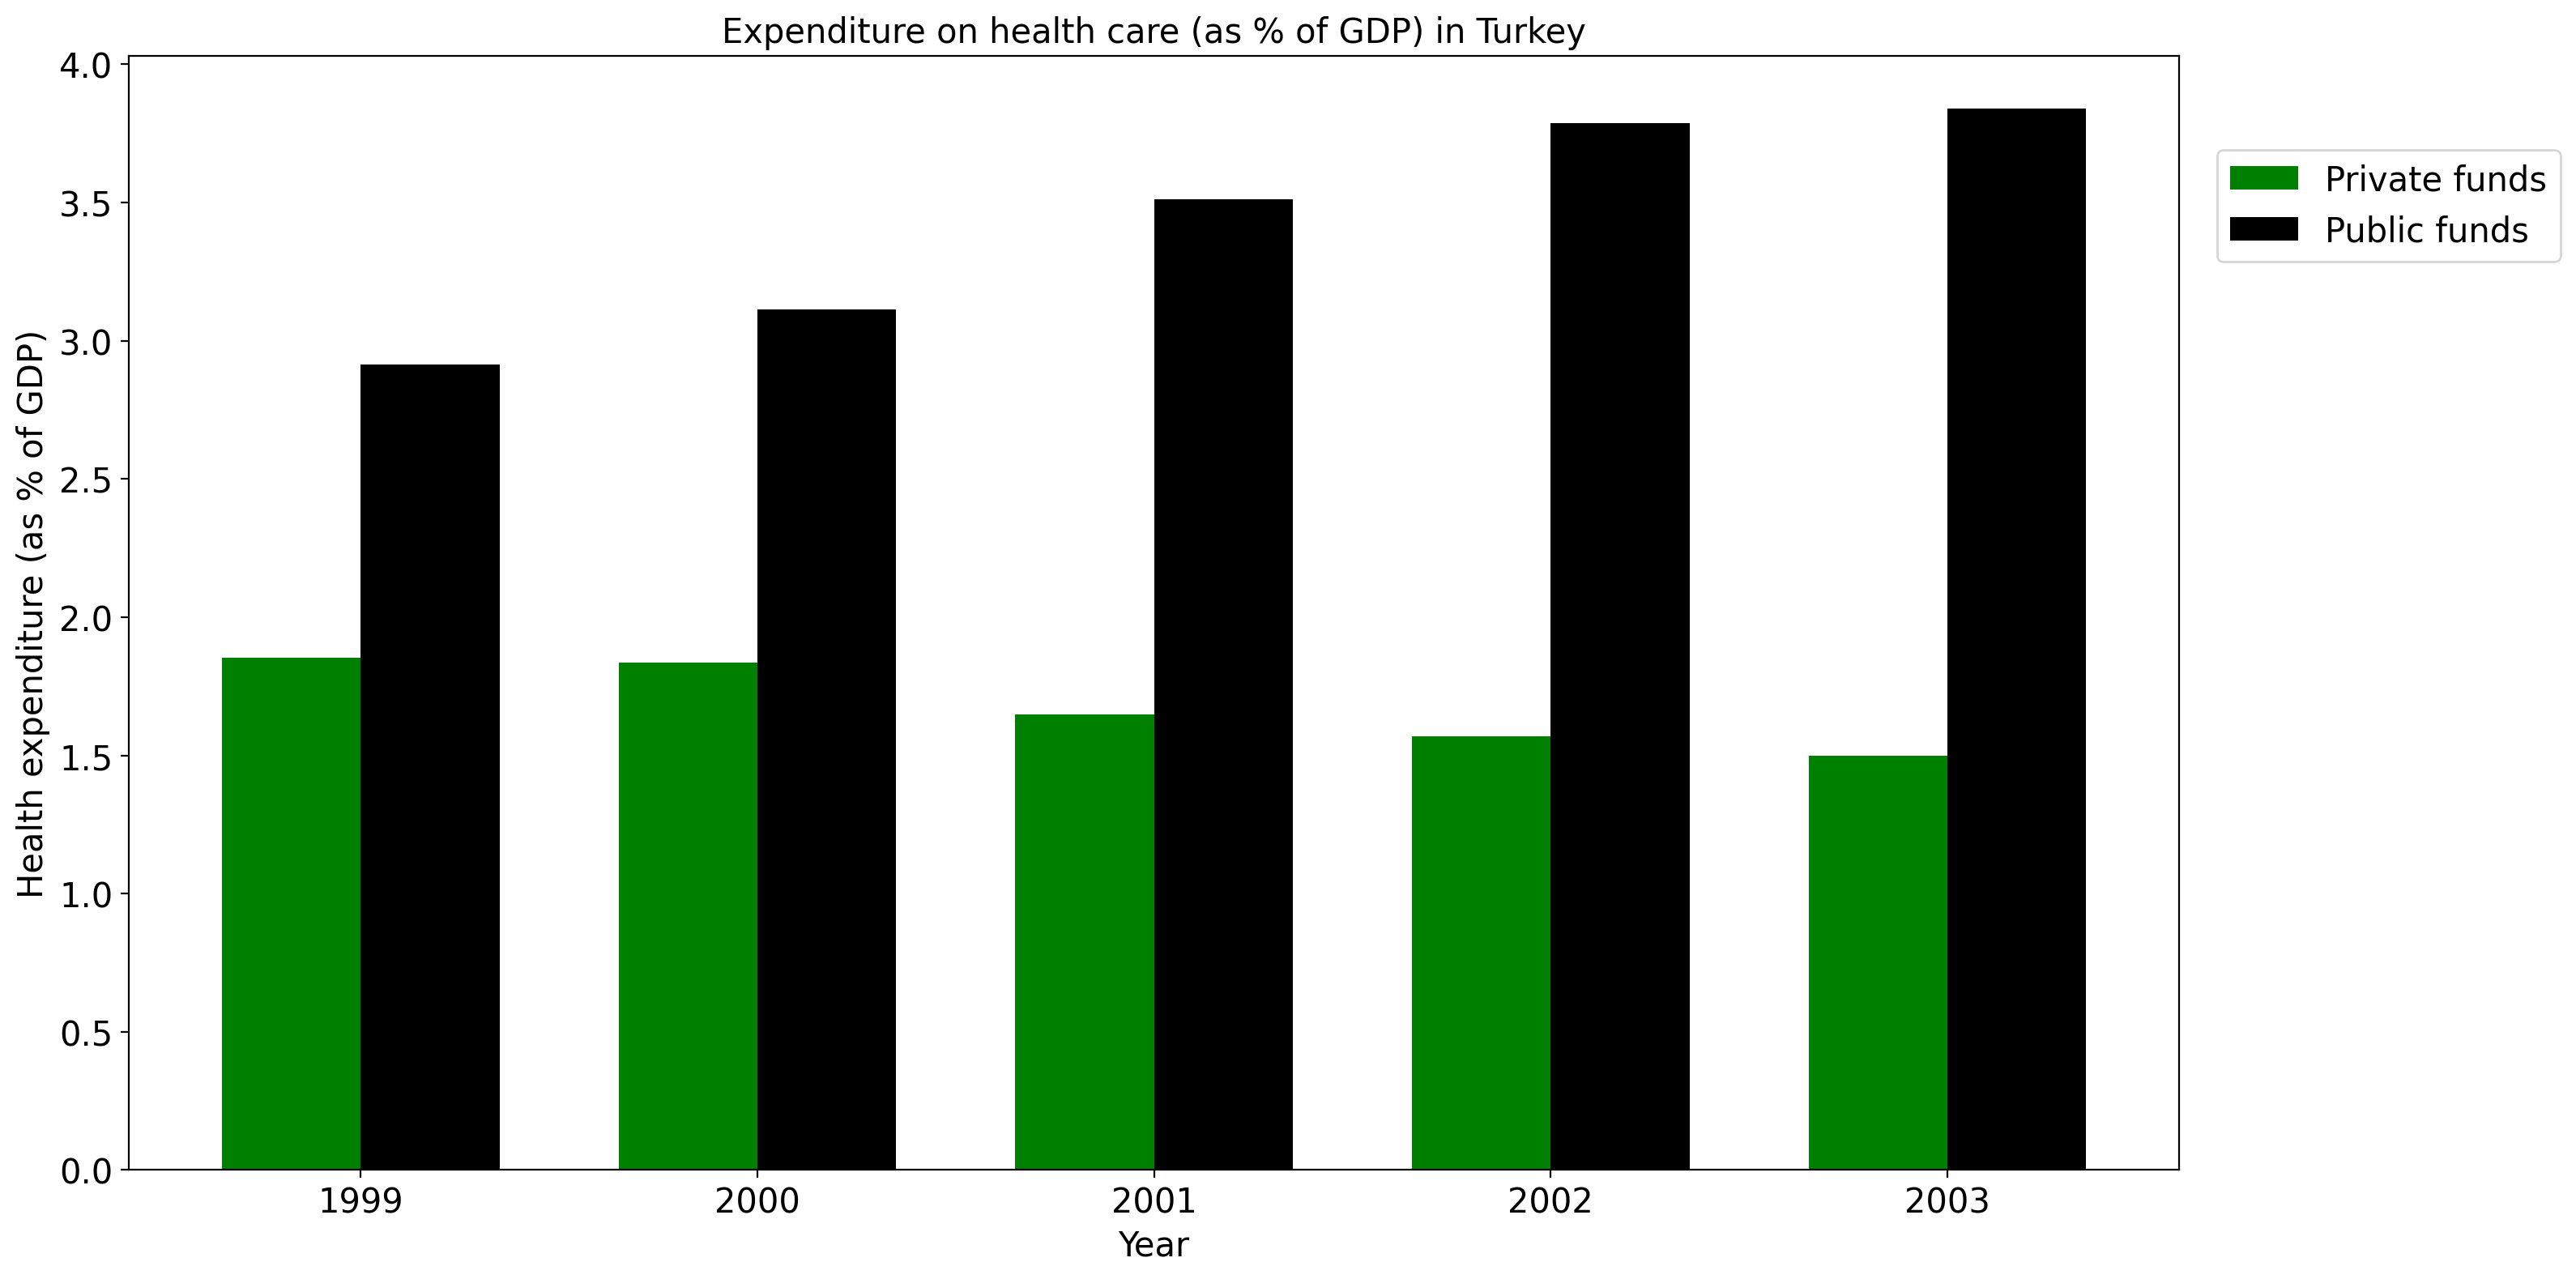 Expenditure on health care (as % of GDP) in Turkey
4.0
3.5
3.0
2.5
2.0
1.5
1.0
0.5
0.0
Health expenditure (as % of GDP)
Private funds
Public funds
1999 2000 2001 2002 2003
Year